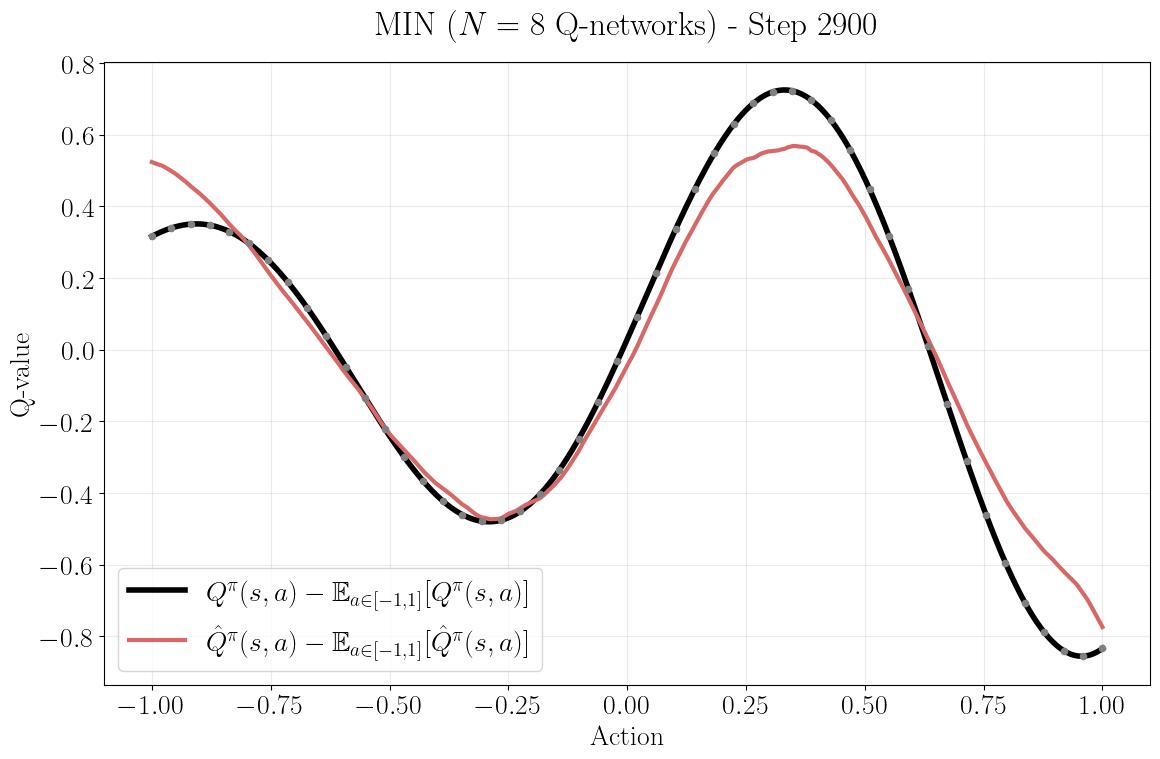 MIN (N = 8 Q-networks) - Step 2900
0.8
0.6
0.4
0.2
0.0
−0.2
−0.4
−0.6
−0.8
Q-value
Q^π(s, a) − 𝔼_{a∈[−1,1]}[Q^π(s, a)]
Q̂^π(s, a) − 𝔼_{a∈[−1,1]}[Q̂^π(s, a)]
−1.00 −0.75 −0.50 −0.25 0.00 0.25 0.50 0.75 1.00
Action